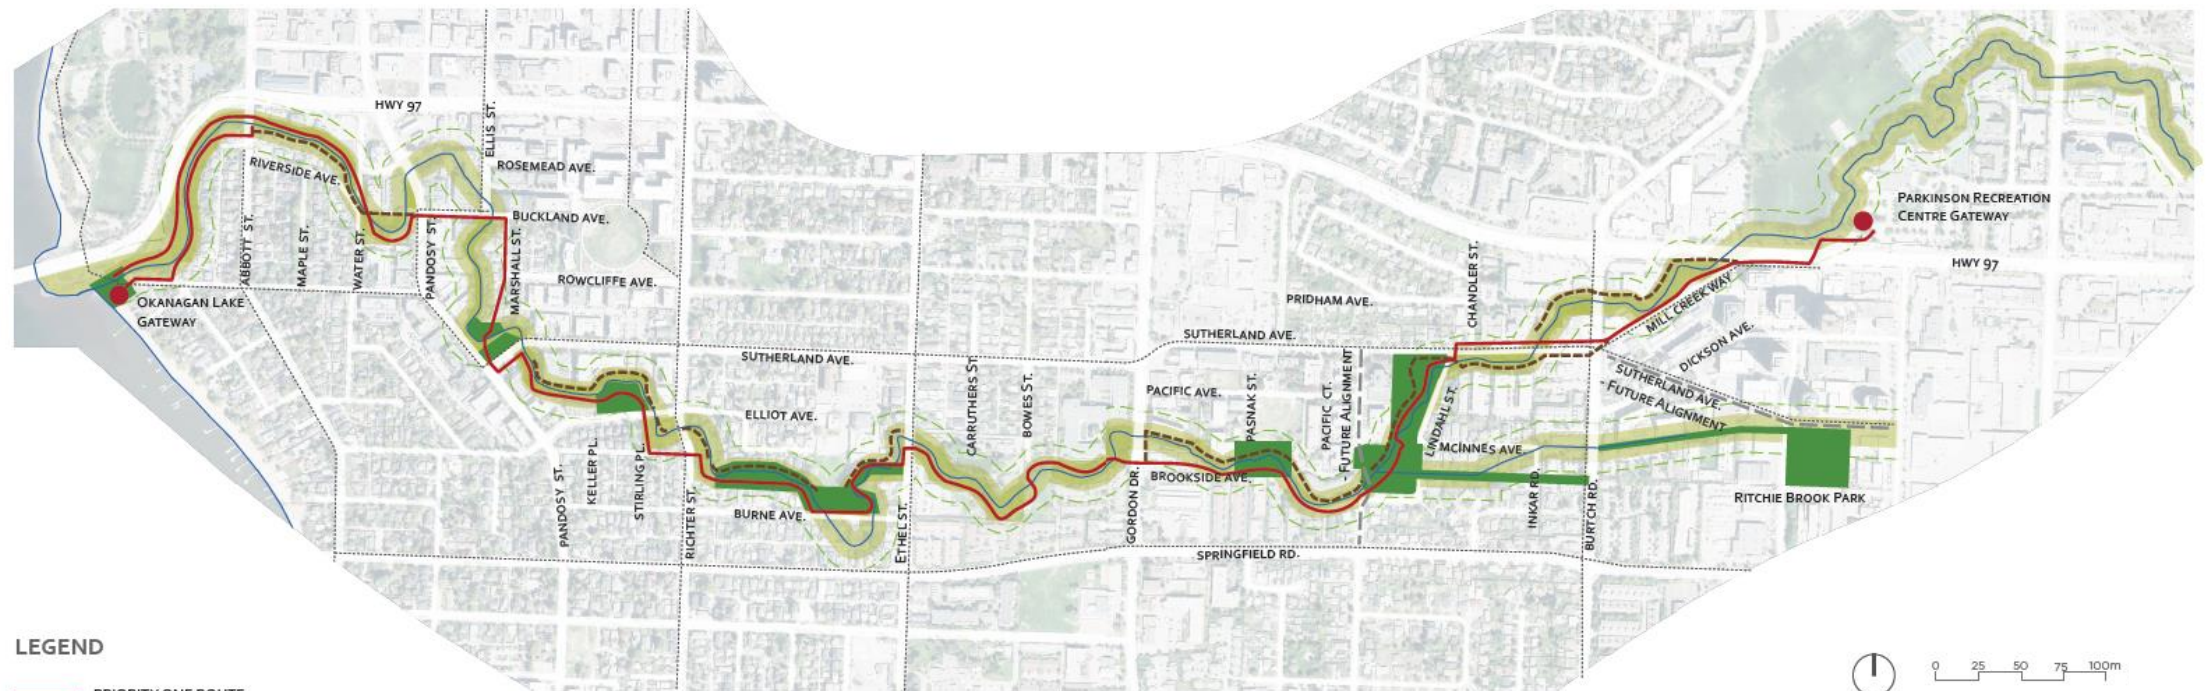 HWY 97
ELLIS ST.
ROSEMEAD AVE.
RIVERSIDE AVE.
BUCKLAND AVE.
ABBOTT ST.
MAPLE ST.
WATER ST.
PANDOSY ST.
MARSHALL ST.
ROWCLIFFE AVE.
OKANAGAN LAKE
GATEWAY
PARKINSON RECREATION
CENTRE GATEWAY
HWY 97
CHANDLER ST.
PRIDHAM AVE.
MILL CREEK WAY
SUTHERLAND AVE.
DICKSON AVE.
SUTHERLAND AVE.
CARRUTHERS ST.
BOWES ST.
PACIFIC AVE.
PASNAK ST.
PACIFIC CT.
- FUTURE ALIGNMENT
SUTHERLAND AVE.
- FUTURE ALIGNMENT
ELLIOT AVE.
LINDAHL ST.
MCINNES AVE.
KELLER PL.
STIRLING PL.
PANDOSY ST.
RICHTER ST.
BURNE AVE.
ETHEL ST.
GORDON DR.
BROOKSIDE AVE.
INKAR RD.
BURTCH RD.
RITCHIE BROOK PARK
SPRINGFIELD RD.
LEGEND
PRIORITY ONE ROUTE
0 25 50 75 100m